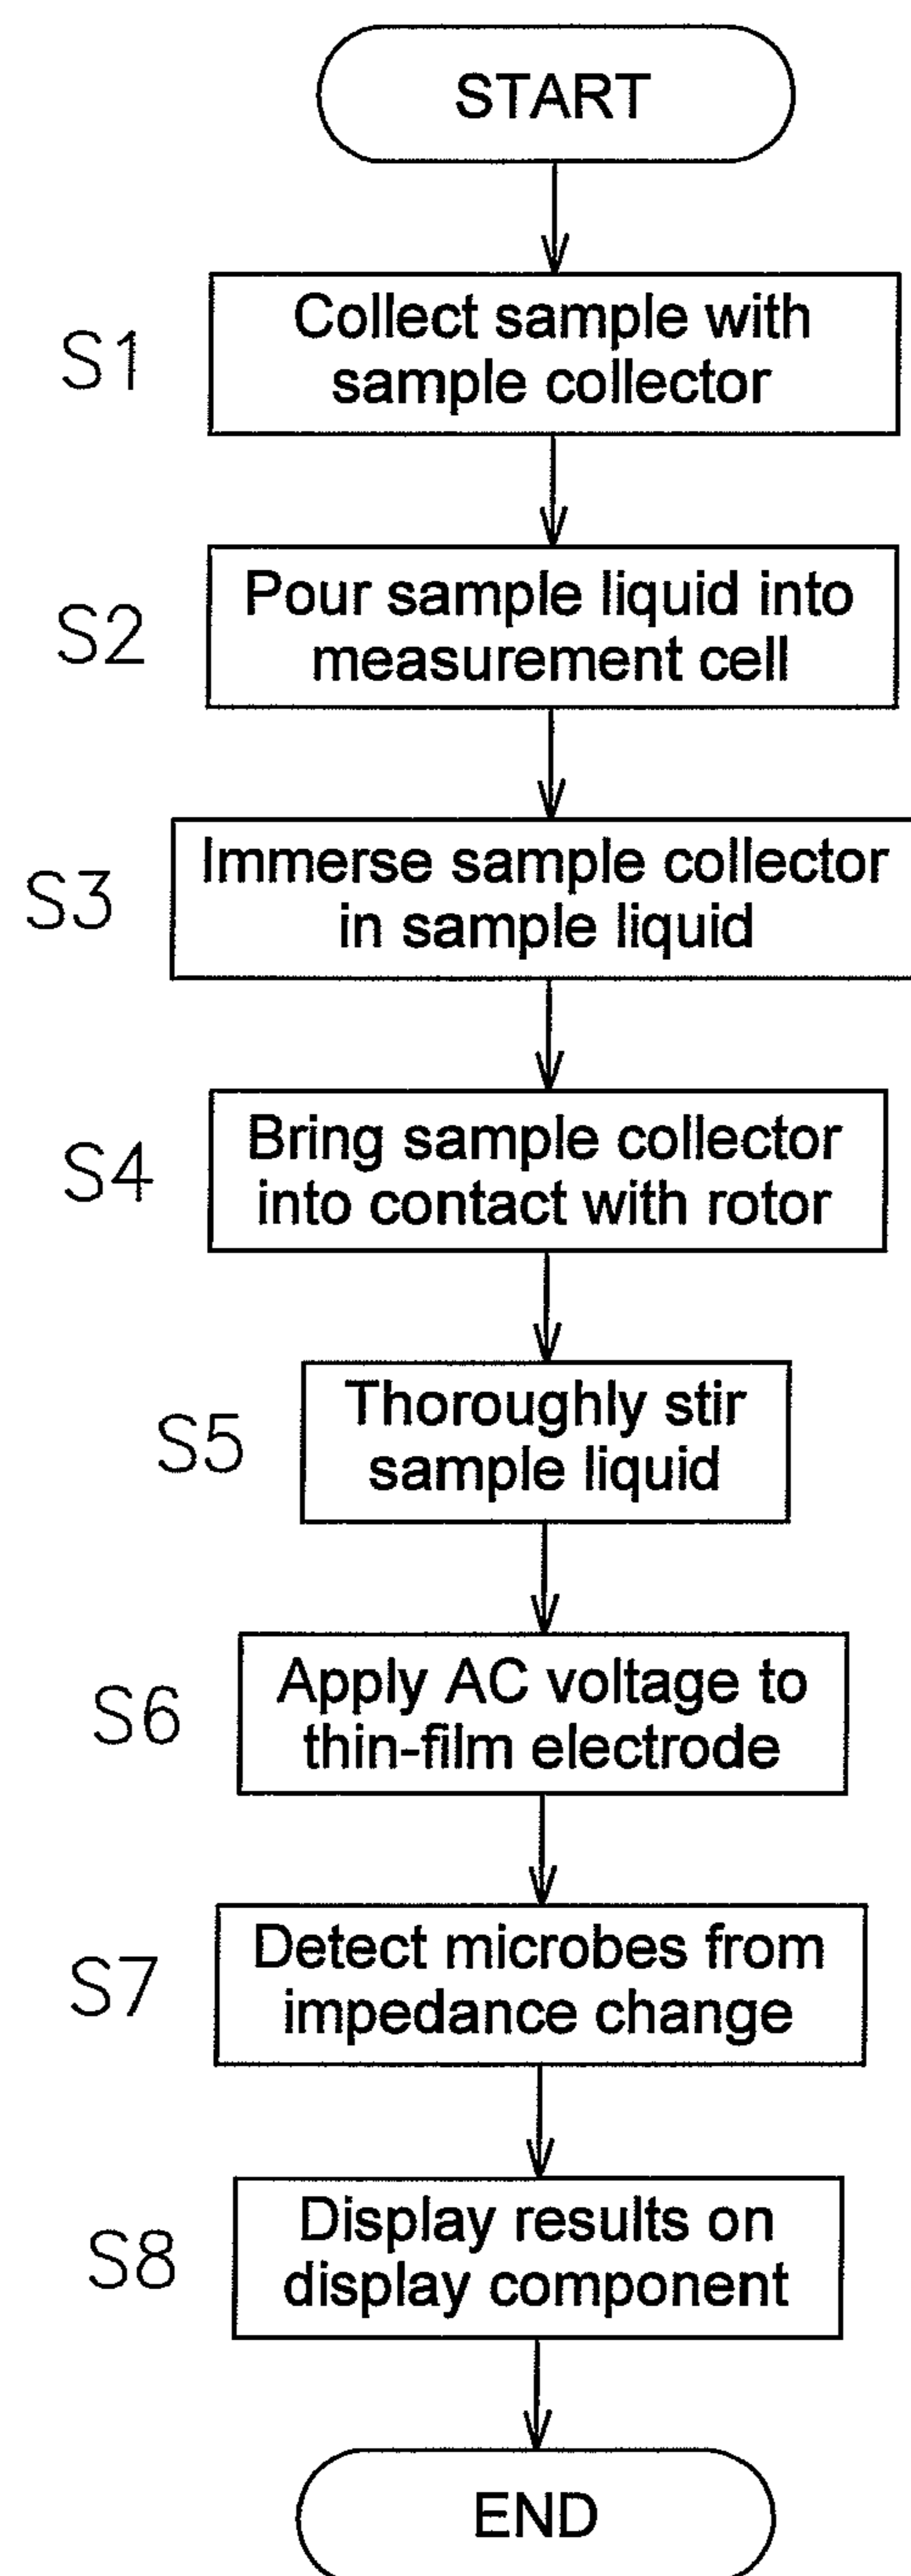 START
S1
Collect sample with
sample collector
S2
Pour sample liquid into
measurement cell
S3
Immerse sample collector
in sample liquid
S4
Bring sample collector
into contact with rotor
S5
Thoroughly stir
sample liquid
S6
Apply AC voltage to
thin-film electrode
S7
Detect microbes from
impedance change
S8
Display results on
display component
END